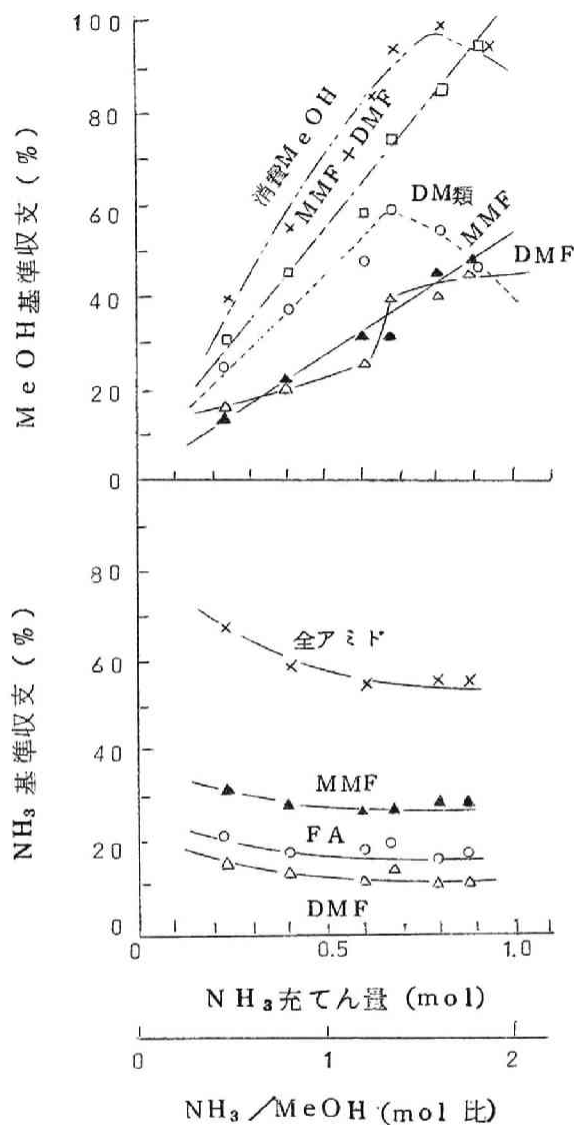 MeOH基準収支(%)
100
80
60
40
20
0
消費MeOH
MMF+DMF
DM類
MMF
DMF
NH₃基準収支(%)
80
60
40
20
0
全アミド
MMF
FA
DMF
0 0.5 1.0
NH₃充てん量(mol)
0 1 2
NH₃/MeOH(mol 比)